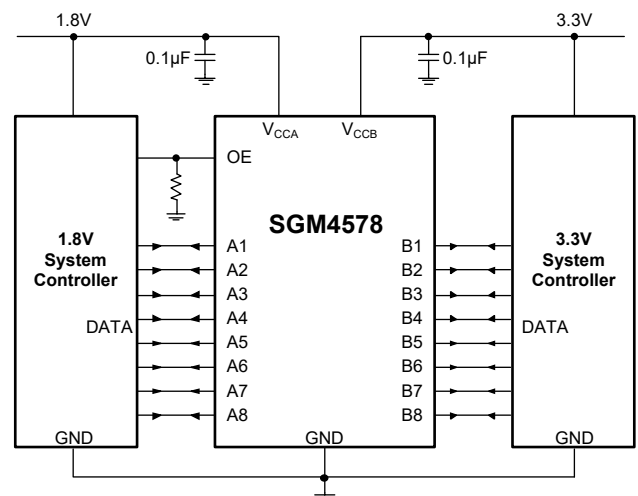 1.8V
3.3V
0.1µF
0.1µF
VCCA
VCCB
OE
SGM4578
1.8V
System
Controller
3.3V
System
Controller
A1
B1
A2
B2
A3
B3
A4
B4
DATA
DATA
A5
B5
A6
B6
A7
B7
A8
B8
GND
GND
GND